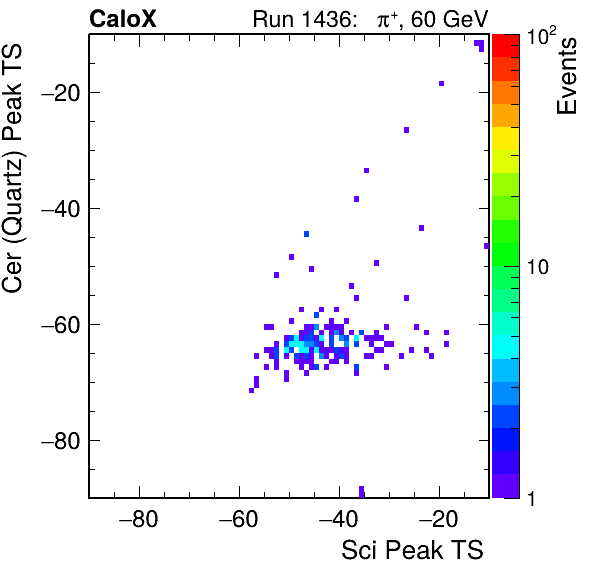 CaloX Run 1436: π⁺, 60 GeV
Cer (Quartz) Peak TS
−20
−40
−60
−80
−80 −60 −40 −20
Sci Peak TS
10²
10
1
Events